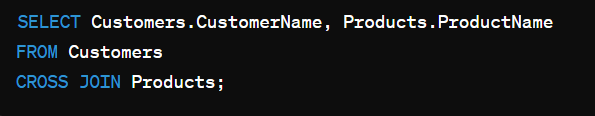 SELECT Customers.CustomerName, Products.ProductName
FROM Customers
CROSS JOIN Products;